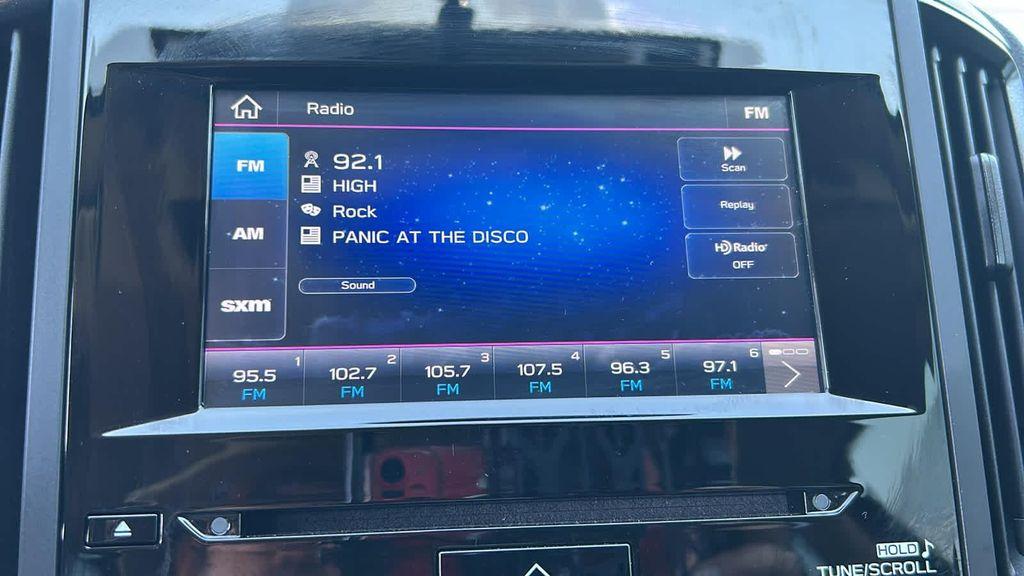 Radio FM
FM
AM
sxm
92.1
HIGH
Rock
PANIC AT THE DISCO
Sound
Scan
Replay
HD Radio
OFF
1 2 3 4 5 6
95.5 102.7 105.7 107.5 96.3 97.1
FM FM FM FM FM FM
HOLD
TUNE/SCROLL